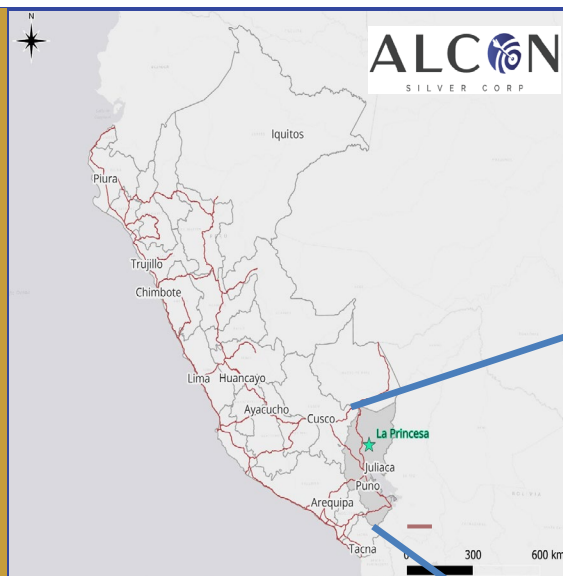 N
ALCON
SILVER CORP
Iquitos
Piura
Trujillo
Chimbote
Lima
Huancayo
Ayacucho
Cusco
La Princesa
Juliaca
Puno
Arequipa
Tacna
0 300 600 km